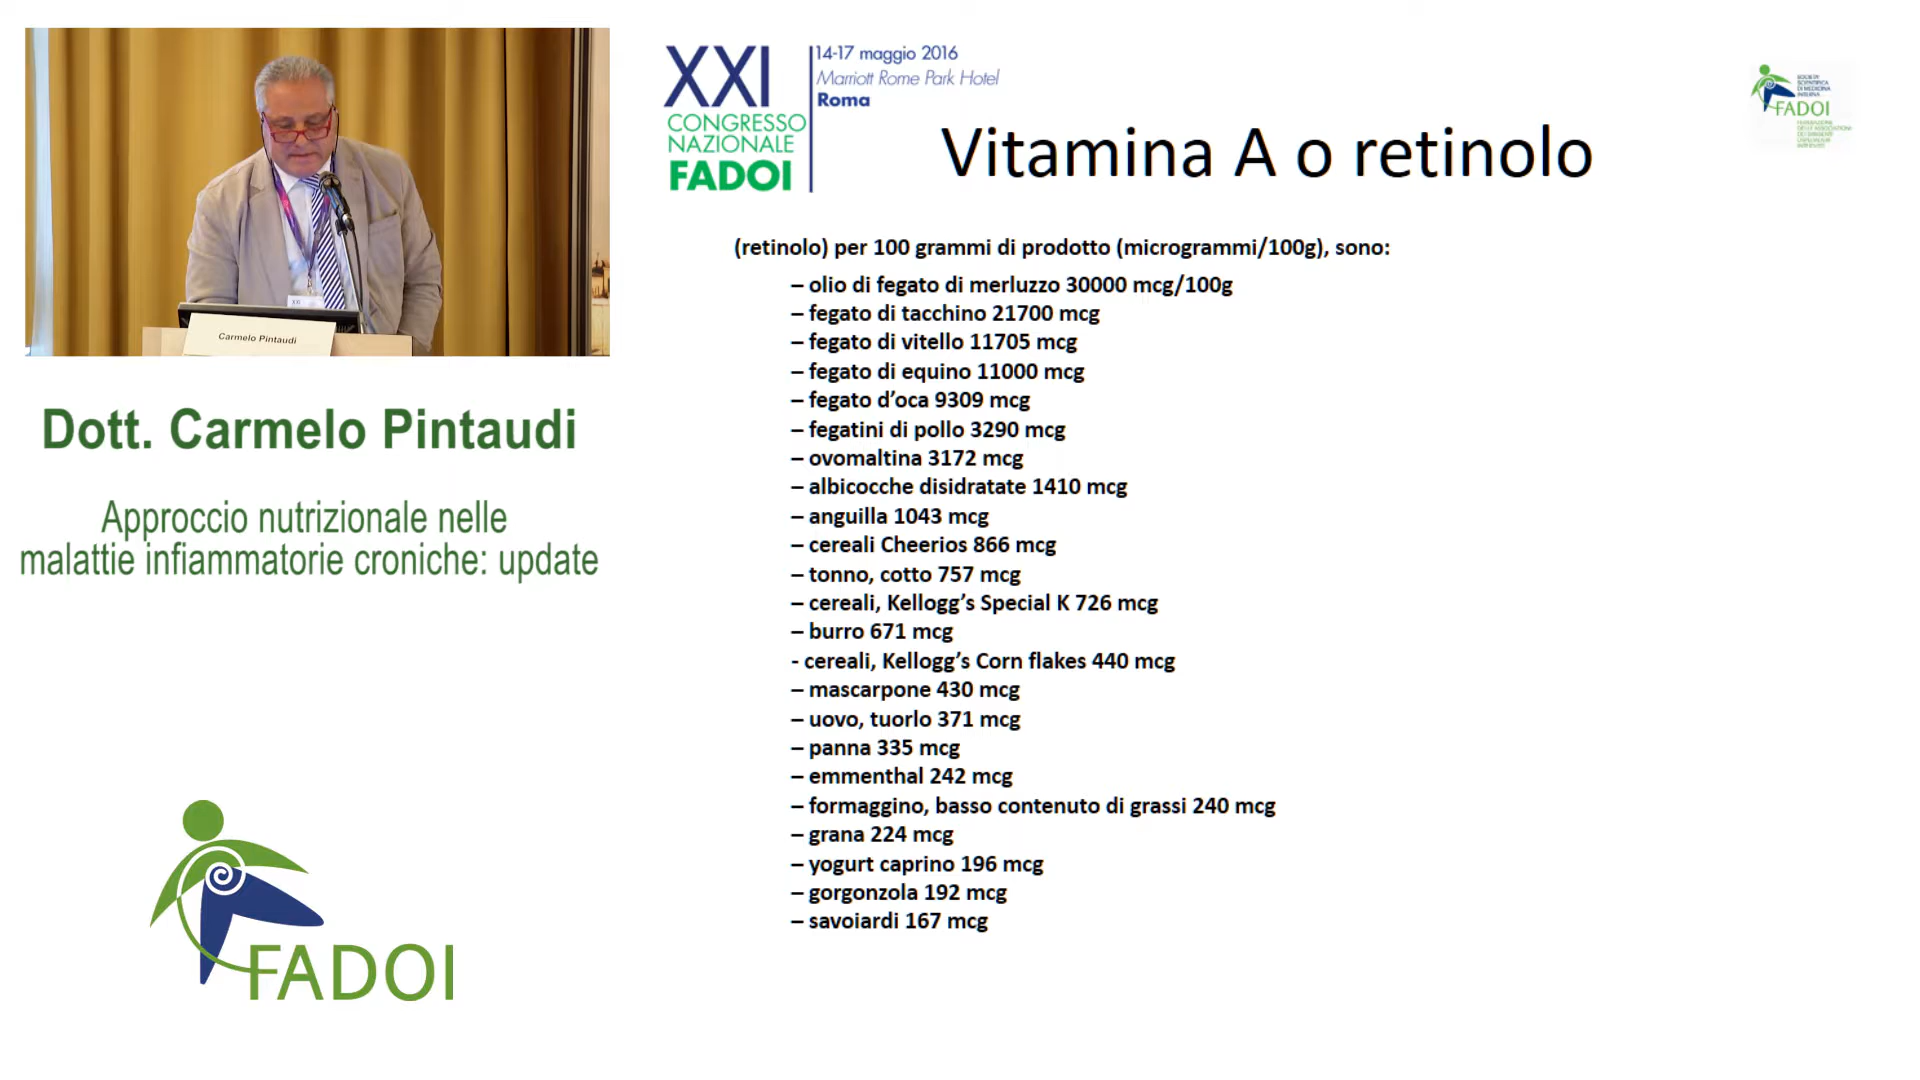 XXI
CONGRESSO
NAZIONALE
FADOI
14-17 maggio 2016
Marriott Rome Park Hotel
Roma
FADOI
Vitamina A o retinolo
Carmelo Pintaudi
Dott. Carmelo Pintaudi
Approccio nutrizionale nelle
malattie infiammatorie croniche: update
FADOI
(retinolo) per 100 grammi di prodotto (microgrammi/100g), sono:
– olio di fegato di merluzzo 30000 mcg/100g
– fegato di tacchino 21700 mcg
– fegato di vitello 11705 mcg
– fegato di equino 11000 mcg
– fegato d’oca 9309 mcg
– fegatini di pollo 3290 mcg
– ovomaltina 3172 mcg
– albicocche disidratate 1410 mcg
– anguilla 1043 mcg
– cereali Cheerios 866 mcg
– tonno, cotto 757 mcg
– cereali, Kellogg’s Special K 726 mcg
– burro 671 mcg
- cereali, Kellogg’s Corn flakes 440 mcg
– mascarpone 430 mcg
– uovo, tuorlo 371 mcg
– panna 335 mcg
– emmenthal 242 mcg
– formaggino, basso contenuto di grassi 240 mcg
– grana 224 mcg
– yogurt caprino 196 mcg
– gorgonzola 192 mcg
– savoiardi 167 mcg